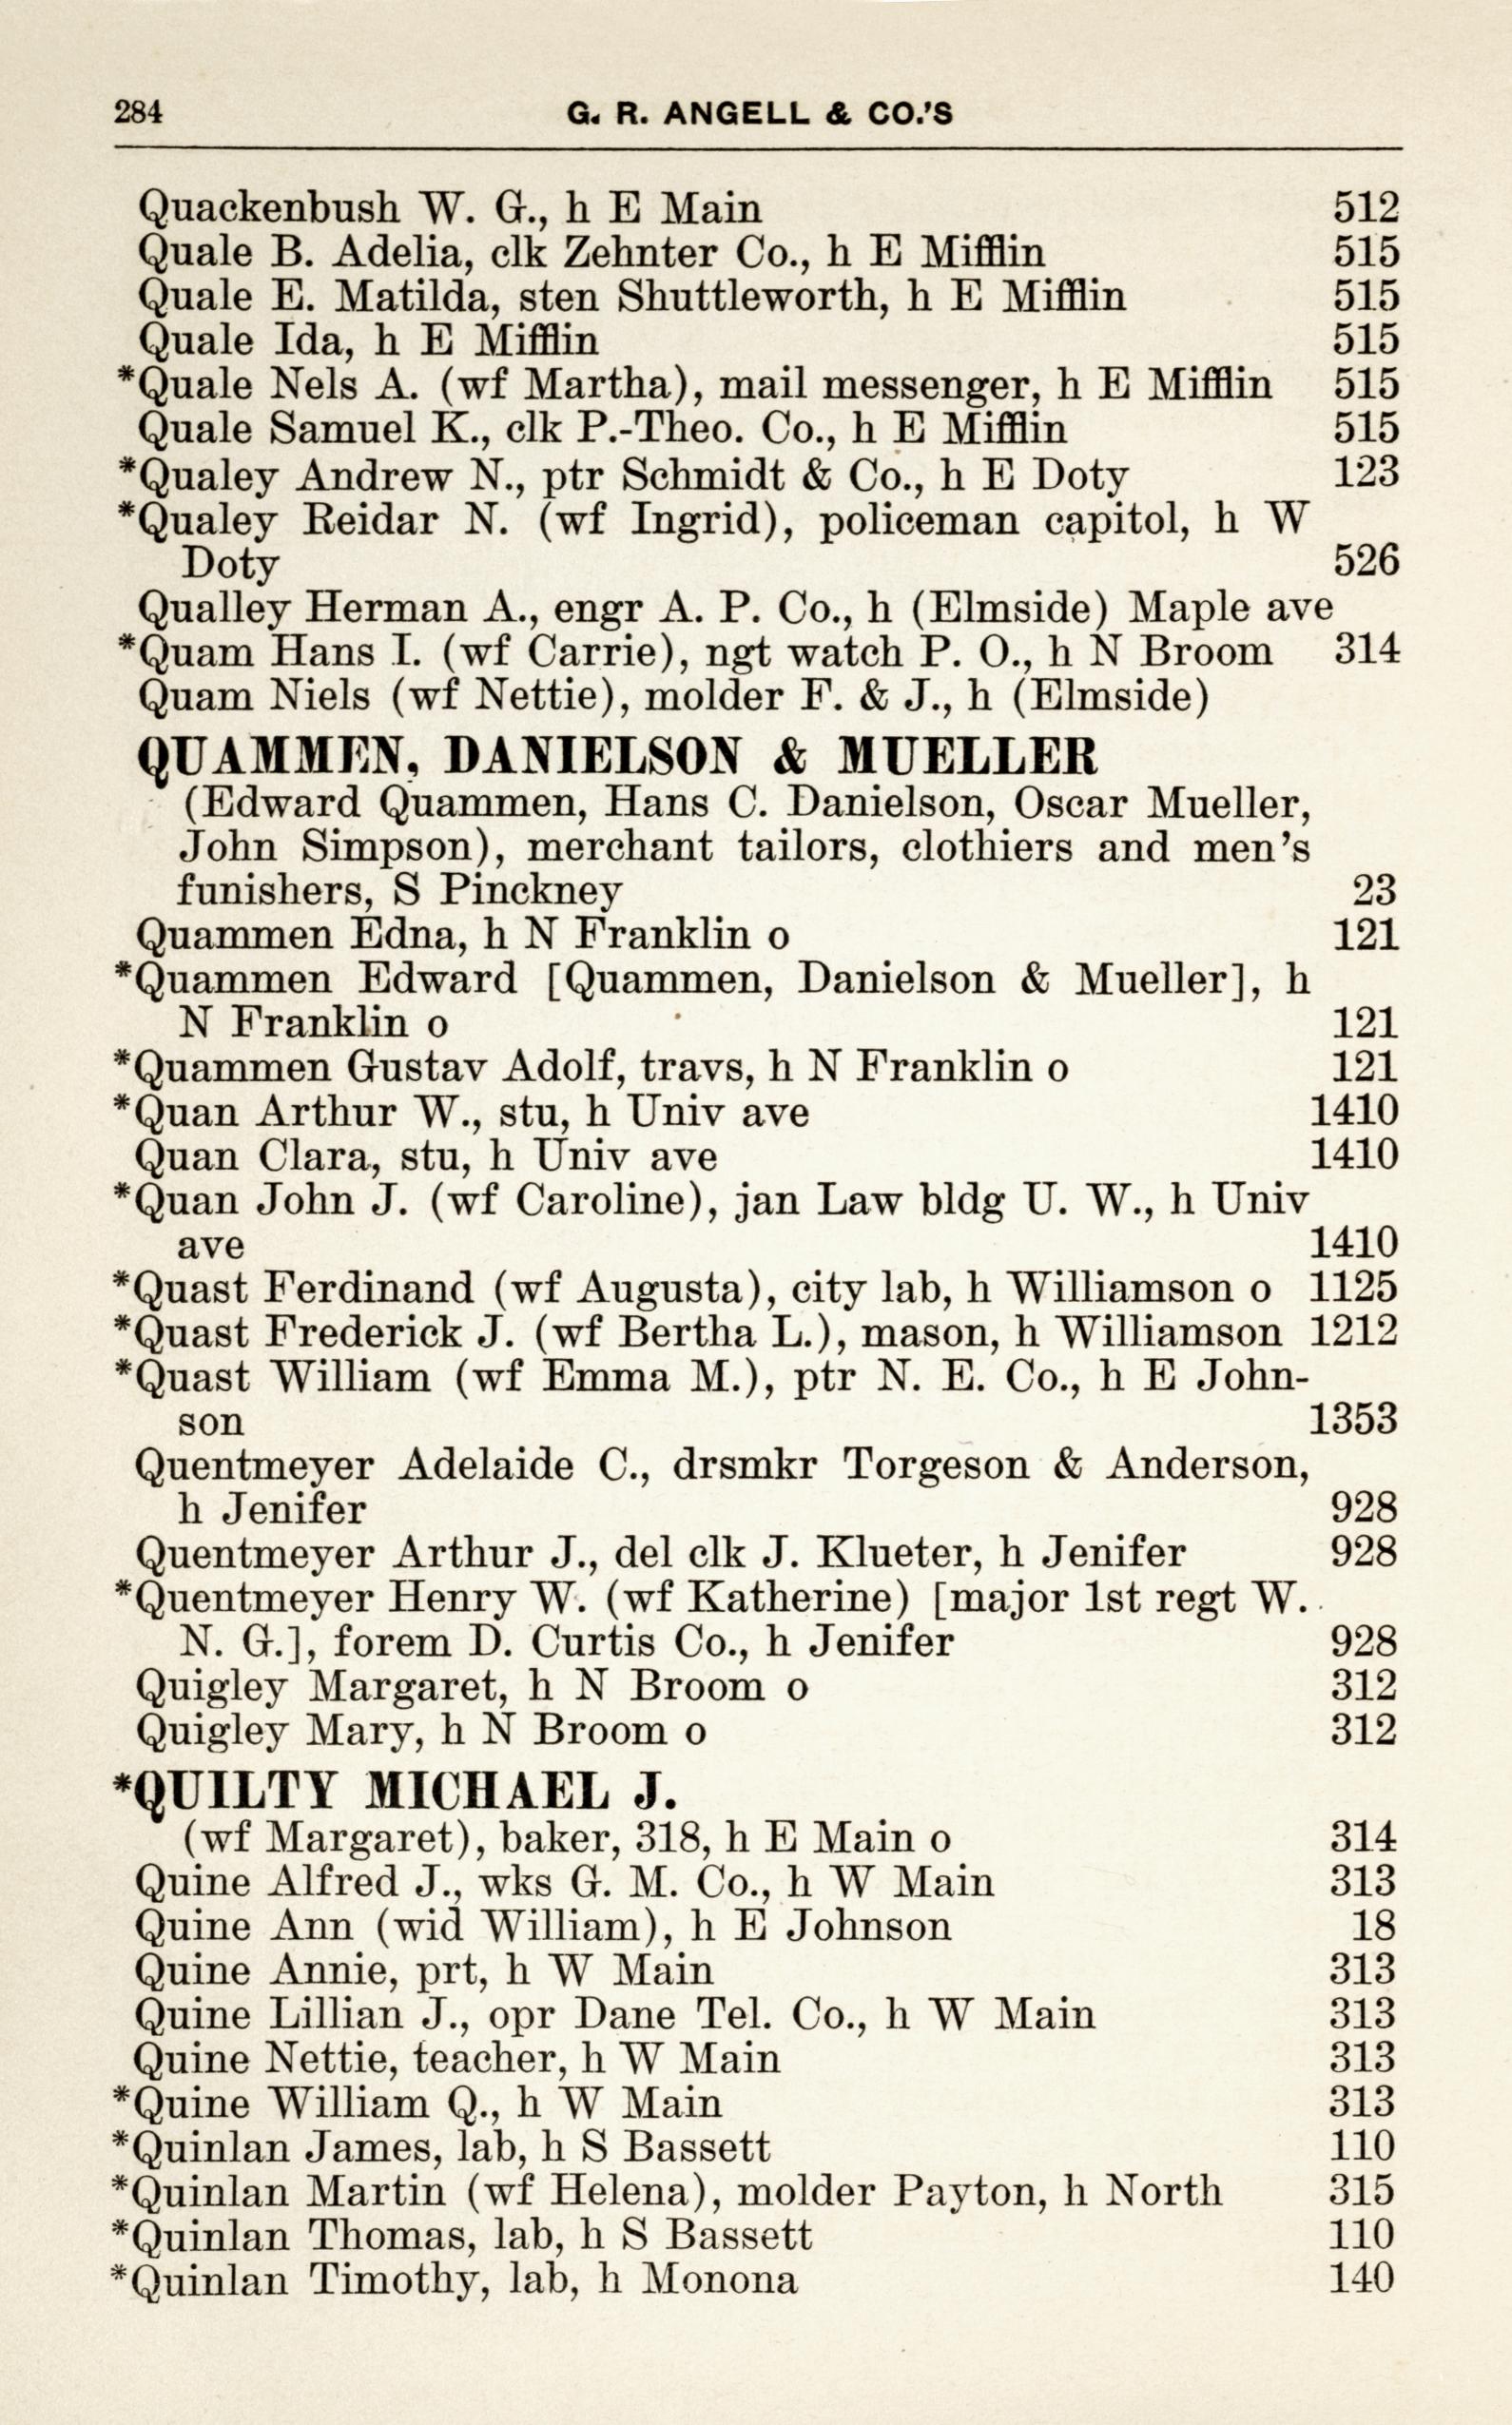 284 G. R. ANGELL & CO.'S
Quackenbush W. G., h E Main 512
Quale B. Adelia, clk Zehnter Co., h E Mifflin 515
Quale E. Matilda, sten Shuttleworth, h E Mifflin 515
Quale Ida, h E Mifflin 515
*Quale Nels A. (wf Martha), mail messenger, h E Mifflin 515
Quale Samuel K., clk P.-Theo. Co., h E Mifflin 515
*Qualey Andrew N., ptr Schmidt & Co., h E Doty 123
*Qualey Reidar N. (wf Ingrid), policeman capitol, h W
Doty 526
Qualley Herman A., engr A. P. Co., h (Elmside) Maple ave
*Quam Hans I. (wf Carrie), ngt watch P. O., h N Broom 314
Quam Niels (wf Nettie), molder F. & J., h (Elmside)
QUAMMEN, DANIELSON & MUELLER
(Edward Quammen, Hans C. Danielson, Oscar Mueller,
John Simpson), merchant tailors, clothiers and men's
funishers, S Pinckney 23
Quammen Edna, h N Franklin o 121
*Quammen Edward [Quammen, Danielson & Mueller], h
N Franklin o 121
*Quammen Gustav Adolf, travs, h N Franklin o 121
*Quan Arthur W., stu, h Univ ave 1410
Quan Clara, stu, h Univ ave 1410
*Quan John J. (wf Caroline), jan Law bldg U. W., h Univ
ave 1410
*Quast Ferdinand (wf Augusta), city lab, h Williamson o 1125
*Quast Frederick J. (wf Bertha L.), mason, h Williamson 1212
*Quast William (wf Emma M.), ptr N. E. Co., h E John-
son 1353
Quentmeyer Adelaide C., drsmkr Torgeson & Anderson,
h Jenifer 928
Quentmeyer Arthur J., del clk J. Klueter, h Jenifer 928
*Quentmeyer Henry W. (wf Katherine) [major 1st regt W.
N. G.], forem D. Curtis Co., h Jenifer 928
Quigley Margaret, h N Broom o 312
Quigley Mary, h N Broom o 312
*QUILTY MICHAEL J.
(wf Margaret), baker, 318, h E Main o 314
Quine Alfred J., wks G. M. Co., h W Main 313
Quine Ann (wid William), h E Johnson 18
Quine Annie, prt, h W Main 313
Quine Lillian J., opr Dane Tel. Co., h W Main 313
Quine Nettie, teacher, h W Main 313
*Quine William Q., h W Main 313
*Quinlan James, lab, h S Bassett 110
*Quinlan Martin (wf Helena), molder Payton, h North 315
*Quinlan Thomas, lab, h S Bassett 110
*Quinlan Timothy, lab, h Monona 140